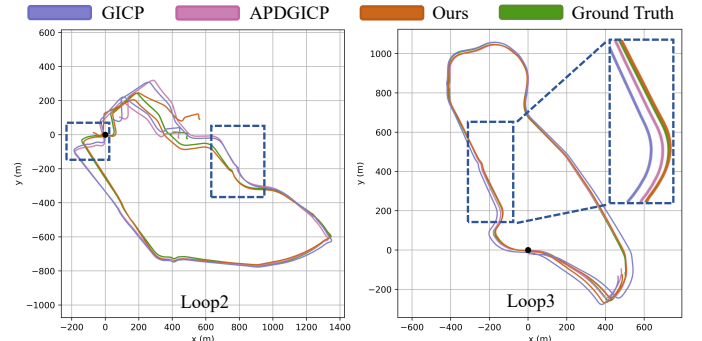 GICP APDGICP Ours Ground Truth
600
400
200
0
−200
−400
−600
−800
−1000
y (m)
−200 0 200 400 600 800 1000 1200 1400
x (m)
Loop2
1000
800
600
400
200
0
−200
y (m)
−600 −400 −200 0 200 400 600
x (m)
Loop3